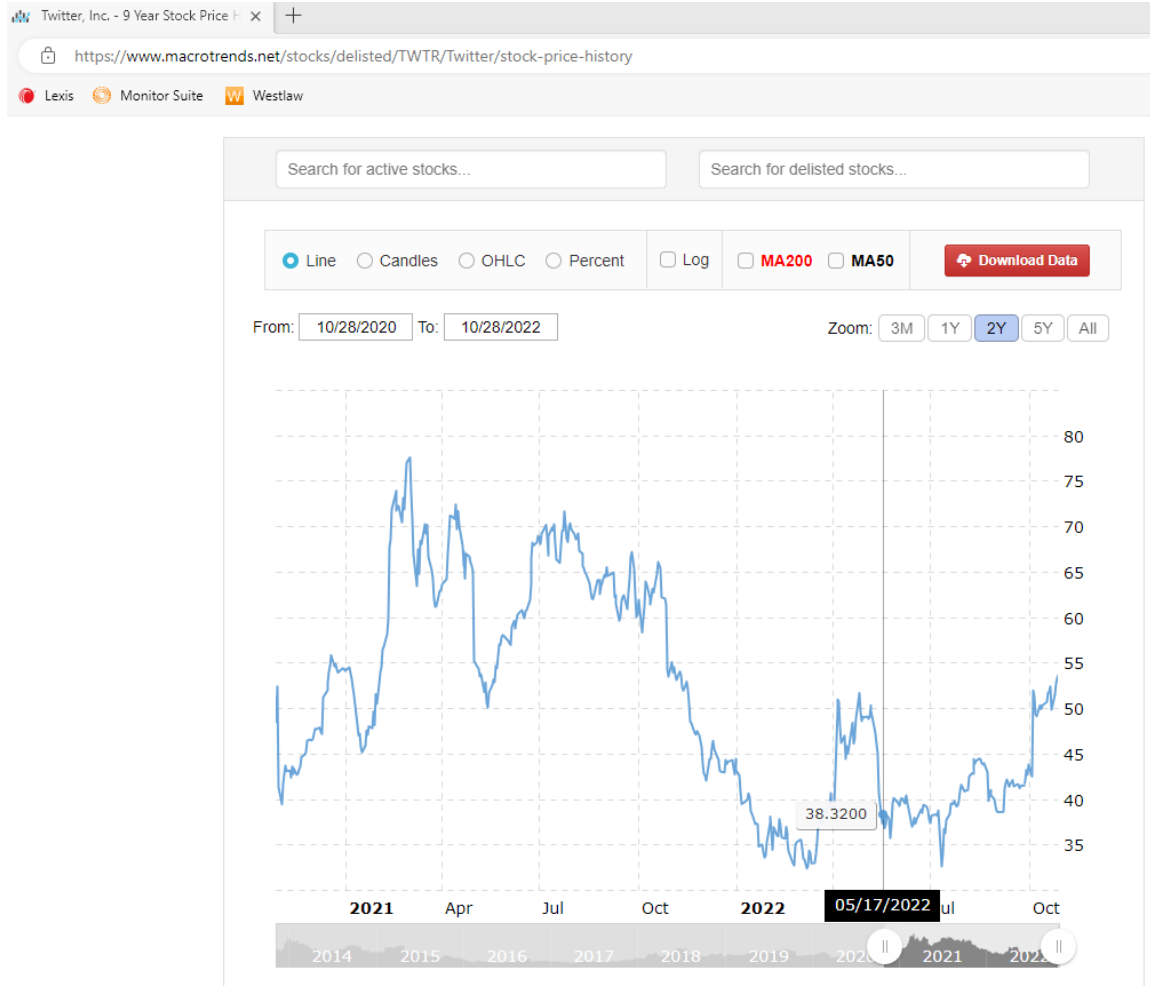 Twitter, Inc. - 9 Year Stock Price H
https://www.macrotrends.net/stocks/delisted/TWTR/Twitter/stock-price-history
Lexis Monitor Suite Westlaw
Search for active stocks... Search for delisted stocks...
Line Candles OHLC Percent Log MA200 MA50 Download Data
From: 10/28/2020 To: 10/28/2022 Zoom: 3M 1Y 2Y 5Y All
80
75
70
65
60
55
50
45
40
38.3200
35
2021 Apr Jul Oct 2022 05/17/2022 ul Oct
2014 2015 2016 2017 2018 2019 202 2021 2022